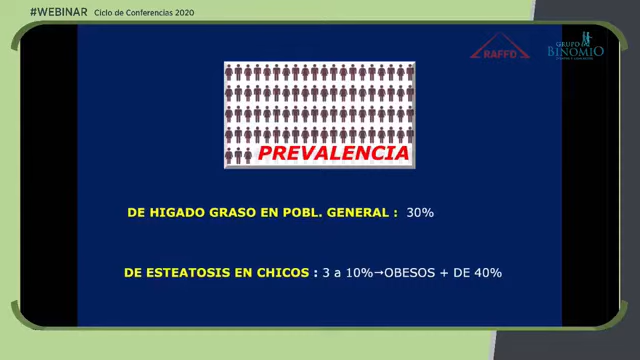 #WEBINAR Ciclo de Conferencias 2020
RAFFO
GRUPO
BINOMIO
PREVALENCIA
DE HIGADO GRASO EN POBL. GENERAL : 30%
DE ESTEATOSIS EN CHICOS : 3 a 10%→OBESOS + DE 40%